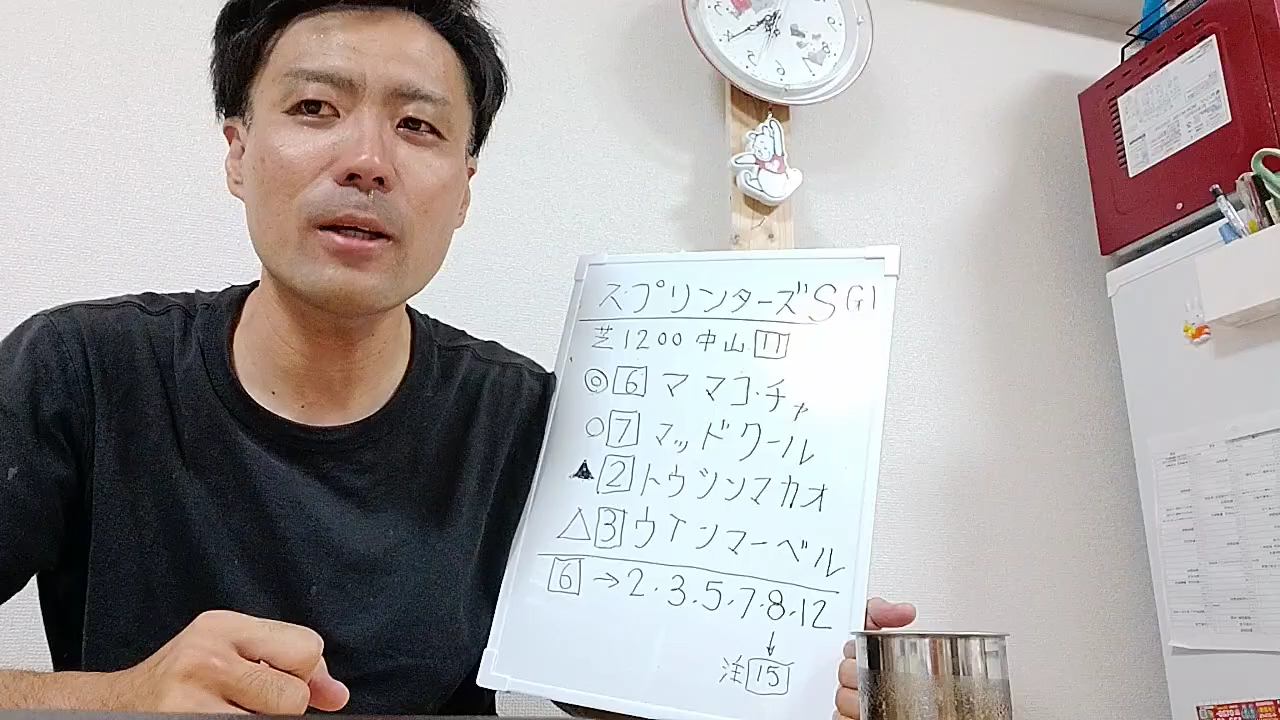 スプリンターズS G1
芝1200 中山 11
◎ 6 ママコ・チャ
○ 7 マッドクール
▲ 2 トウシンマカオ
△ 3 ウインマーベル
6 → 2・3・5・7・8・12
↓
注 15